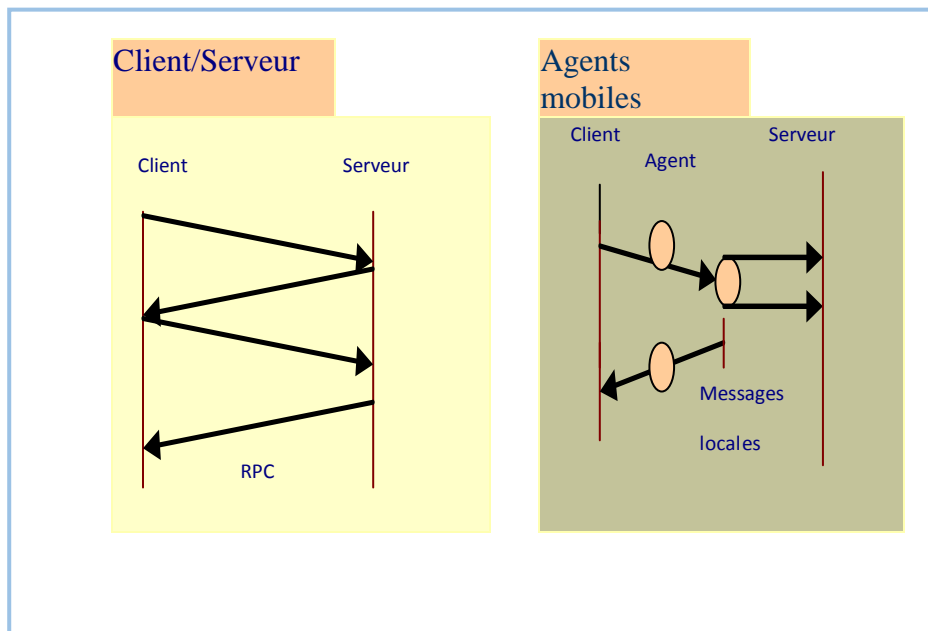 Client/Serveur
Client
Serveur
RPC
Agents
mobiles
Client
Serveur
Agent
Messages
locales